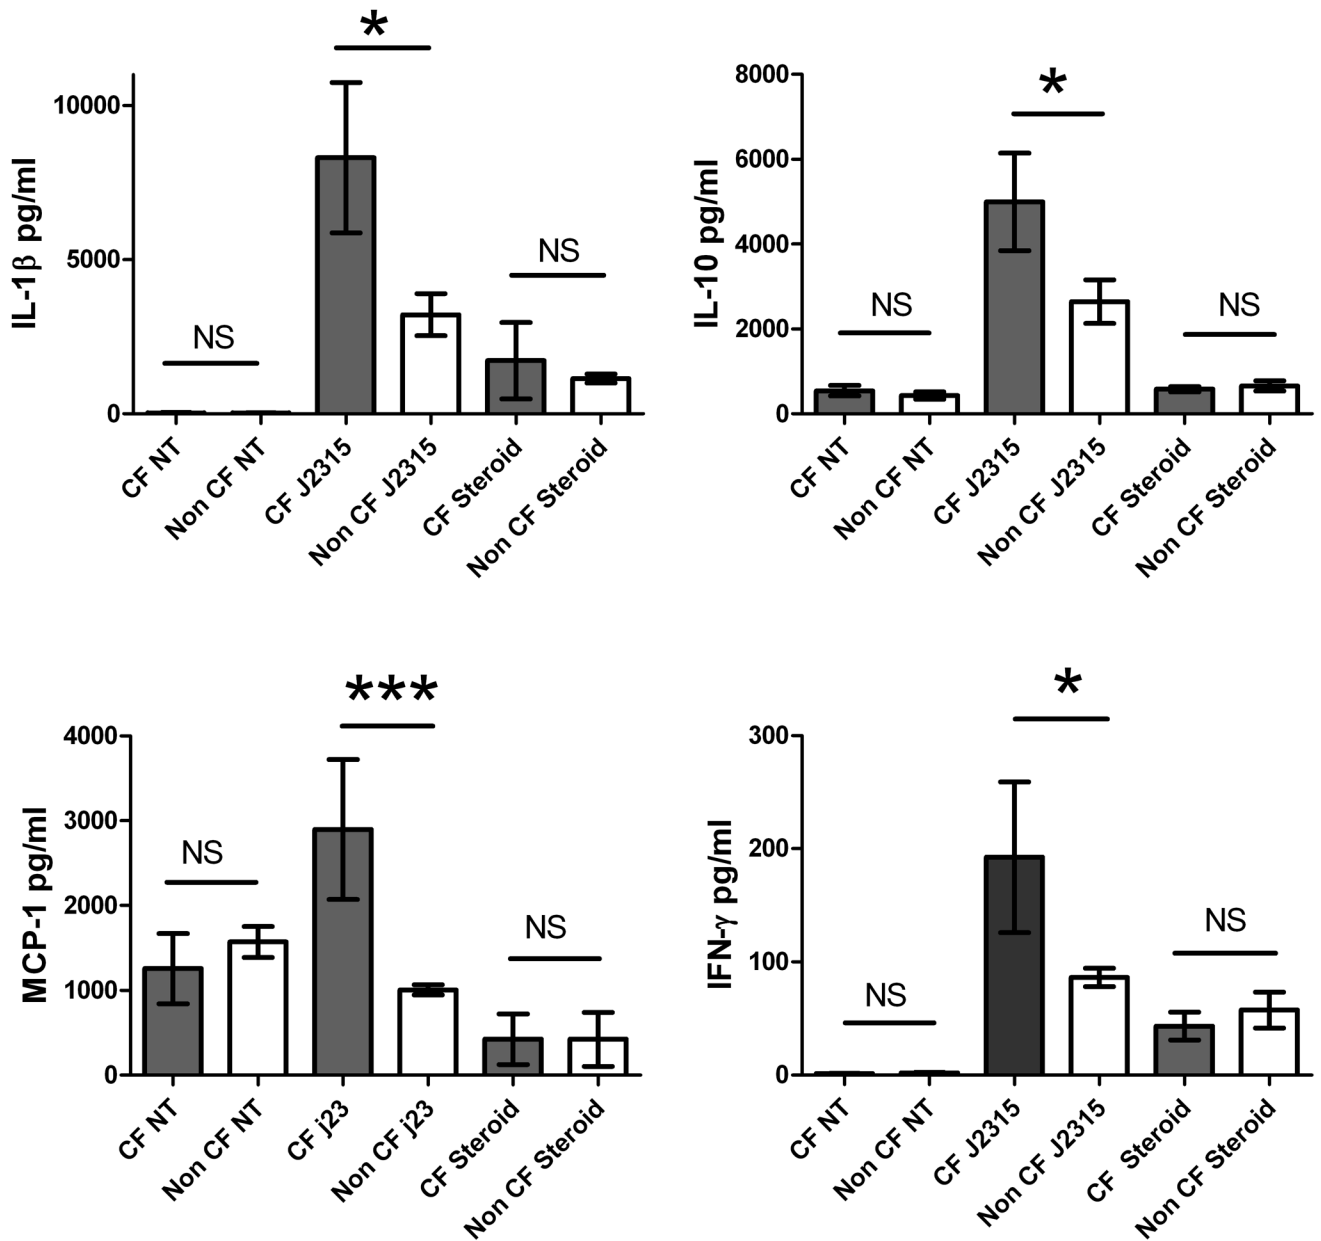 *
10000
5000
0
IL-1β pg/ml
NS
NS
CF NT
Non CF NT
CF J2315
Non CF J2315
CF Steroid
Non CF Steroid
*
8000
6000
4000
2000
0
IL-10 pg/ml
NS
NS
CF NT
Non CF NT
CF J2315
Non CF J2315
CF Steroid
Non CF Steroid
***
4000
3000
2000
1000
0
MCP-1 pg/ml
NS
NS
CF NT
Non CF NT
CF j23
Non CF j23
CF Steroid
Non CF Steroid
*
300
200
100
0
IFN-γ pg/ml
NS
NS
CF NT
Non CF NT
CF J2315
Non CF J2315
CF Steroid
Non CF Steroid